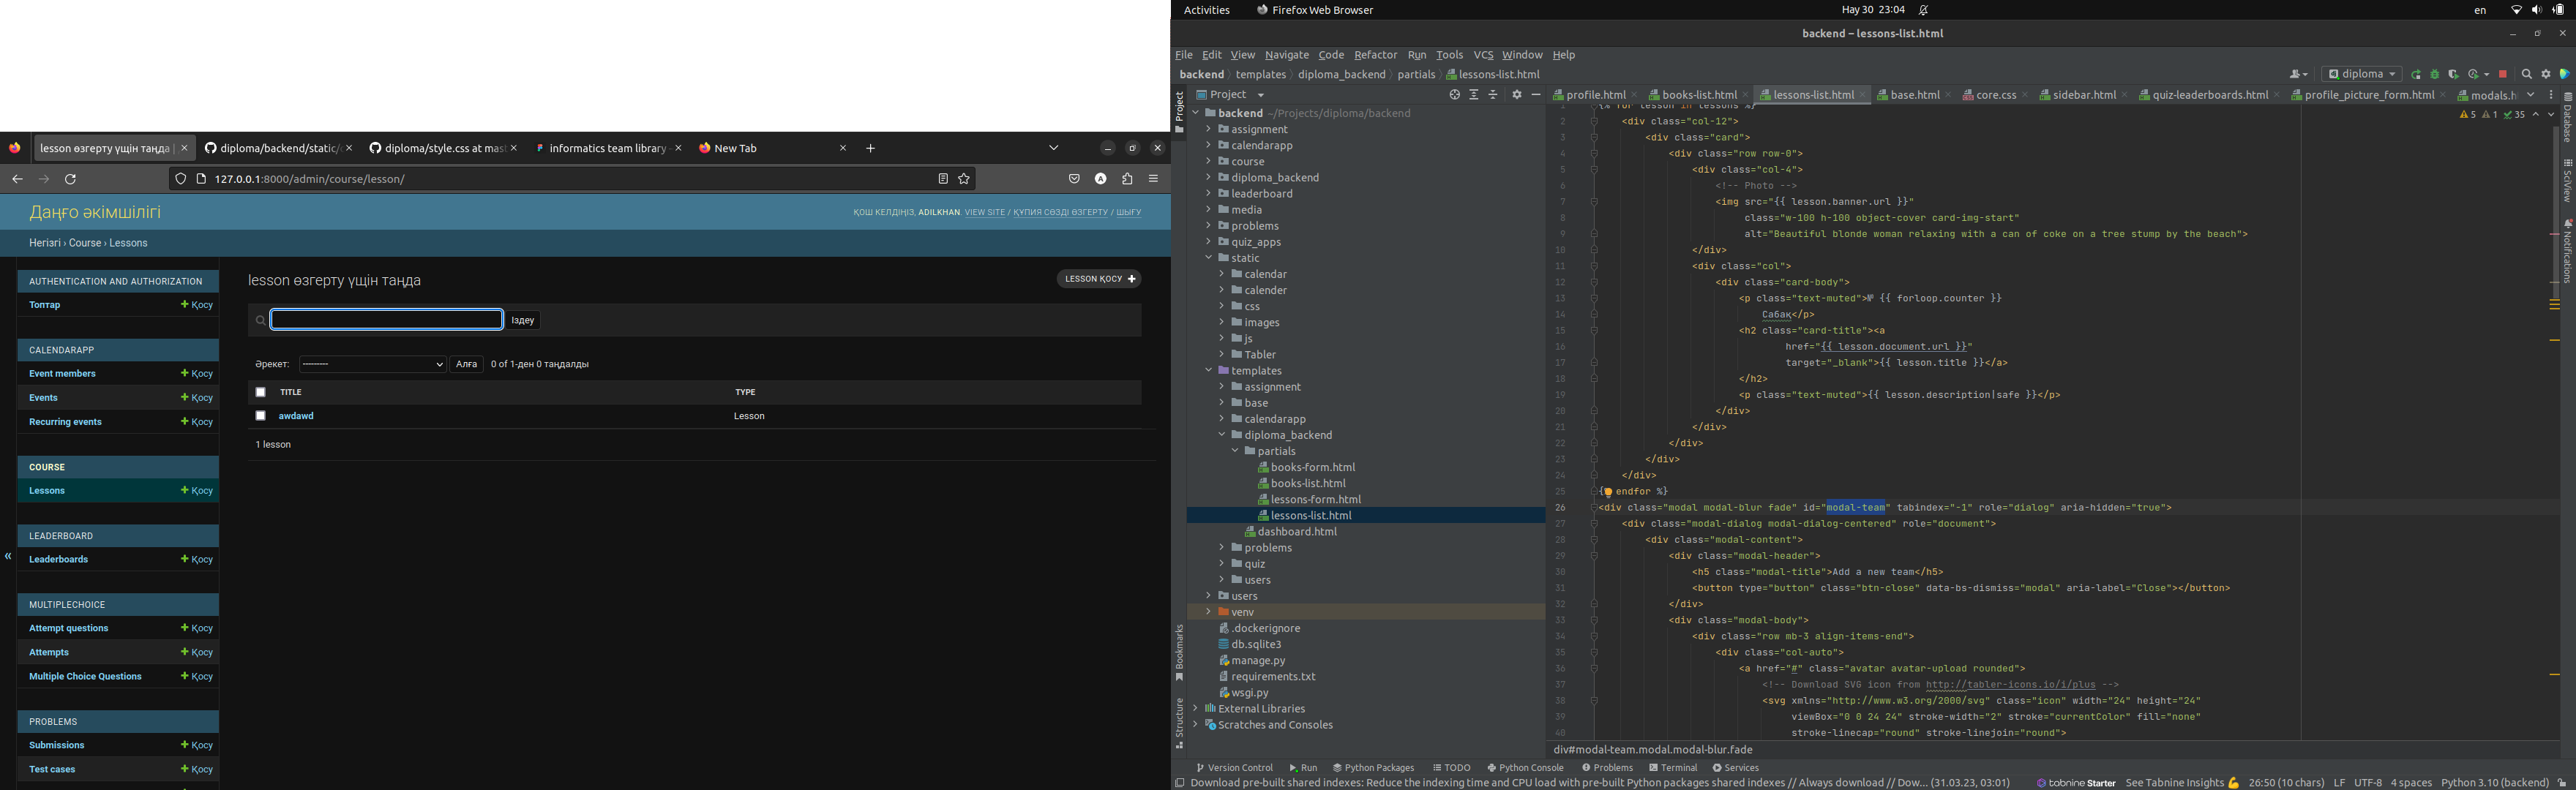 Activities
Firefox Web Browser
Hay 30 23:04
en
backend – lessons-list.html
File Edit View Navigate Code Refactor Run Tools VCS Window Help
backend templates diploma_backend partials lessons-list.html
diploma
Project
profile.html books-list.html lessons-list.html base.html core.css sidebar.html quiz-leaderboards.html profile_picture_form.html modals.h
lesson өзгерту үшін таңда |
diploma/backend/static/c
diploma/style.css at mast
informatics team library –
New Tab
127.0.0.1:8000/admin/course/lesson/
Даңғо әкімшілігі
ҚОШ КЕЛДІҢІЗ, ADILKHAN. VIEW SITE / ҚҰПИЯ СӨЗДІ ӨЗГЕРТУ / ШЫҒУ
Негізгі › Course › Lessons
AUTHENTICATION AND AUTHORIZATION
Топтар
Қосу
CALENDARAPP
Event members
Қосу
Events
Қосу
Recurring events
Қосу
COURSE
Lessons
Қосу
LEADERBOARD
Leaderboards
Қосу
MULTIPLECHOICE
Attempt questions
Қосу
Attempts
Қосу
Multiple Choice Questions
Қосу
PROBLEMS
Submissions
Қосу
Test cases
Қосу
«
lesson өзгерту үшін таңда
LESSON ҚОСУ
Іздеу
Әрекет:
---------
Алға
0 of 1-ден 0 таңдалды
TITLE TYPE
awdawd Lesson
1 lesson
Project
Bookmarks
Structure
backend ~/Projects/diploma/backend
assignment
calendarapp
course
diploma_backend
leaderboard
media
problems
quiz_apps
static
calendar
calender
css
images
js
Tabler
templates
assignment
base
calendarapp
diploma_backend
partials
books-form.html
books-list.html
lessons-form.html
lessons-list.html
dashboard.html
problems
quiz
users
users
venv
.dockerignore
db.sqlite3
manage.py
requirements.txt
wsgi.py
External Libraries
Scratches and Consoles
5 1 35
1 {% for lesson in lessons %}
2 <div class="col-12">
3 <div class="card">
4 <div class="row row-0">
5 <div class="col-4">
6 <!-- Photo -->
7 <img src="{{ lesson.banner.url }}"
8 class="w-100 h-100 object-cover card-img-start"
9 alt="Beautiful blonde woman relaxing with a can of coke on a tree stump by the beach">
10 </div>
11 <div class="col">
12 <div class="card-body">
13 <p class="text-muted"># {{ forloop.counter }}
14 Сабақ</p>
15 <h2 class="card-title"><a
16 href="{{ lesson.document.url }}"
17 target="_blank">{{ lesson.title }}</a>
18 </h2>
19 <p class="text-muted">{{ lesson.description|safe }}</p>
20 </div>
21 </div>
22 </div>
23 </div>
24 </div>
25 {% endfor %}
26 <div class="modal modal-blur fade" id="modal-team" tabindex="-1" role="dialog" aria-hidden="true">
27 <div class="modal-dialog modal-dialog-centered" role="document">
28 <div class="modal-content">
29 <div class="modal-header">
30 <h5 class="modal-title">Add a new team</h5>
31 <button type="button" class="btn-close" data-bs-dismiss="modal" aria-label="Close"></button>
32 </div>
33 <div class="modal-body">
34 <div class="row mb-3 align-items-end">
35 <div class="col-auto">
36 <a href="#" class="avatar avatar-upload rounded">
37 <!-- Download SVG icon from http://tabler-icons.io/i/plus -->
38 <svg xmlns="http://www.w3.org/2000/svg" class="icon" width="24" height="24"
39 viewBox="0 0 24 24" stroke-width="2" stroke="currentColor" fill="none"
40 stroke-linecap="round" stroke-linejoin="round">
div#modal-team.modal.modal-blur.fade
Database
SciView
Notifications
Version Control Run Python Packages TODO Python Console Problems Terminal Services
Download pre-built shared indexes: Reduce the indexing time and CPU load with pre-built Python packages shared indexes // Always download // Dow... (31.03.23, 03:01)
tabnine Starter See Tabnine Insights 26:50 (10 chars) LF UTF-8 4 spaces Python 3.10 (backend)